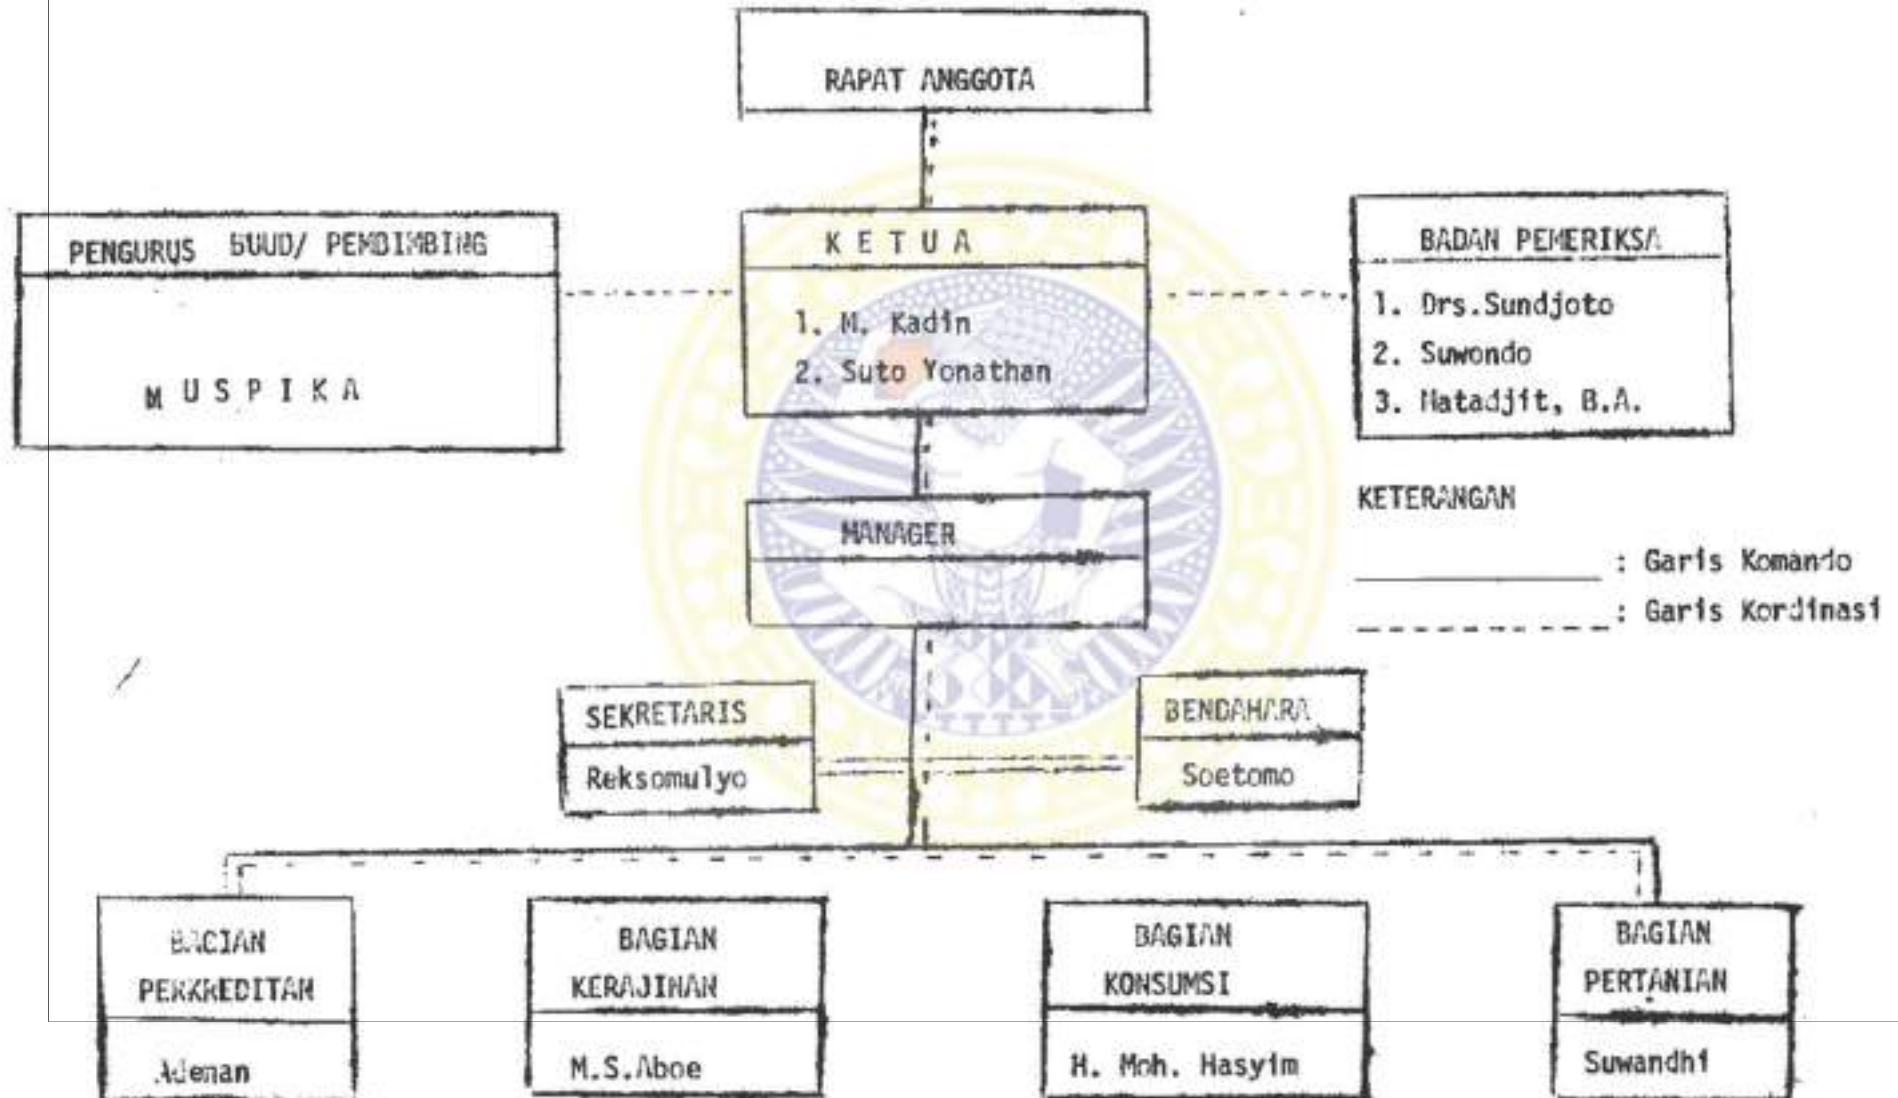 RAPAT ANGGOTA
PENGURUS BUUD/ PEMBIMBING
MUSPIKA
K E T U A
1. M. Kadin
2. Suto Yonathan
BADAN PEMERIKSA
1. Drs.Sundjoto
2. Suwondo
3. Matadjit, B.A.
KETERANGAN
: Garis Komando
: Garis Kordinasi
MANAGER
SEKRETARIS
Reksomulyo
BENDAHARA
Soetomo
BAGIAN
PERKREDITAN
Adenan
BAGIAN
KERAJINAN
M.S.Aboe
BAGIAN
KONSUMSI
H. Moh. Hasyim
BAGIAN
PERTANIAN
Suwandhi